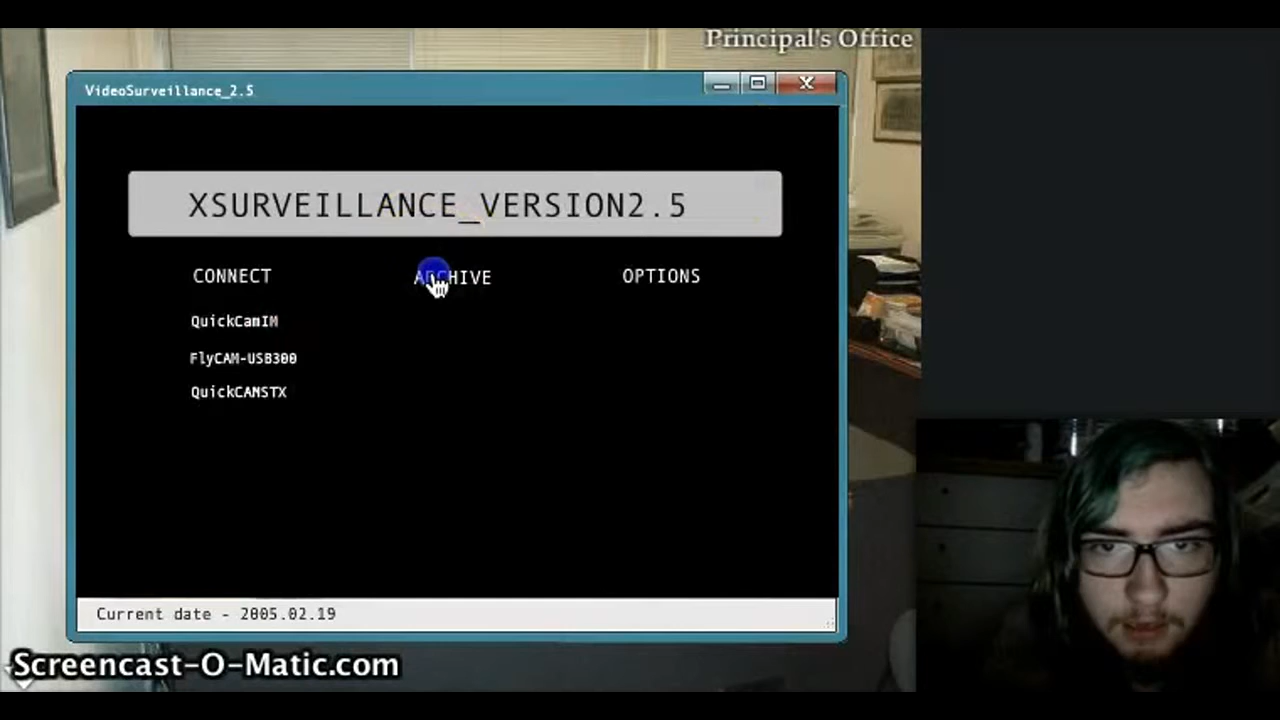 Principal's Office
VideoSurveillance_2.5
XSURVEILLANCE_VERSION2.5
CONNECT
ARCHIVE
OPTIONS
QuickCamIM
FlyCAM-USB300
QuickCAMSTX
Current date - 2005.02.19
Screencast-O-Matic.com